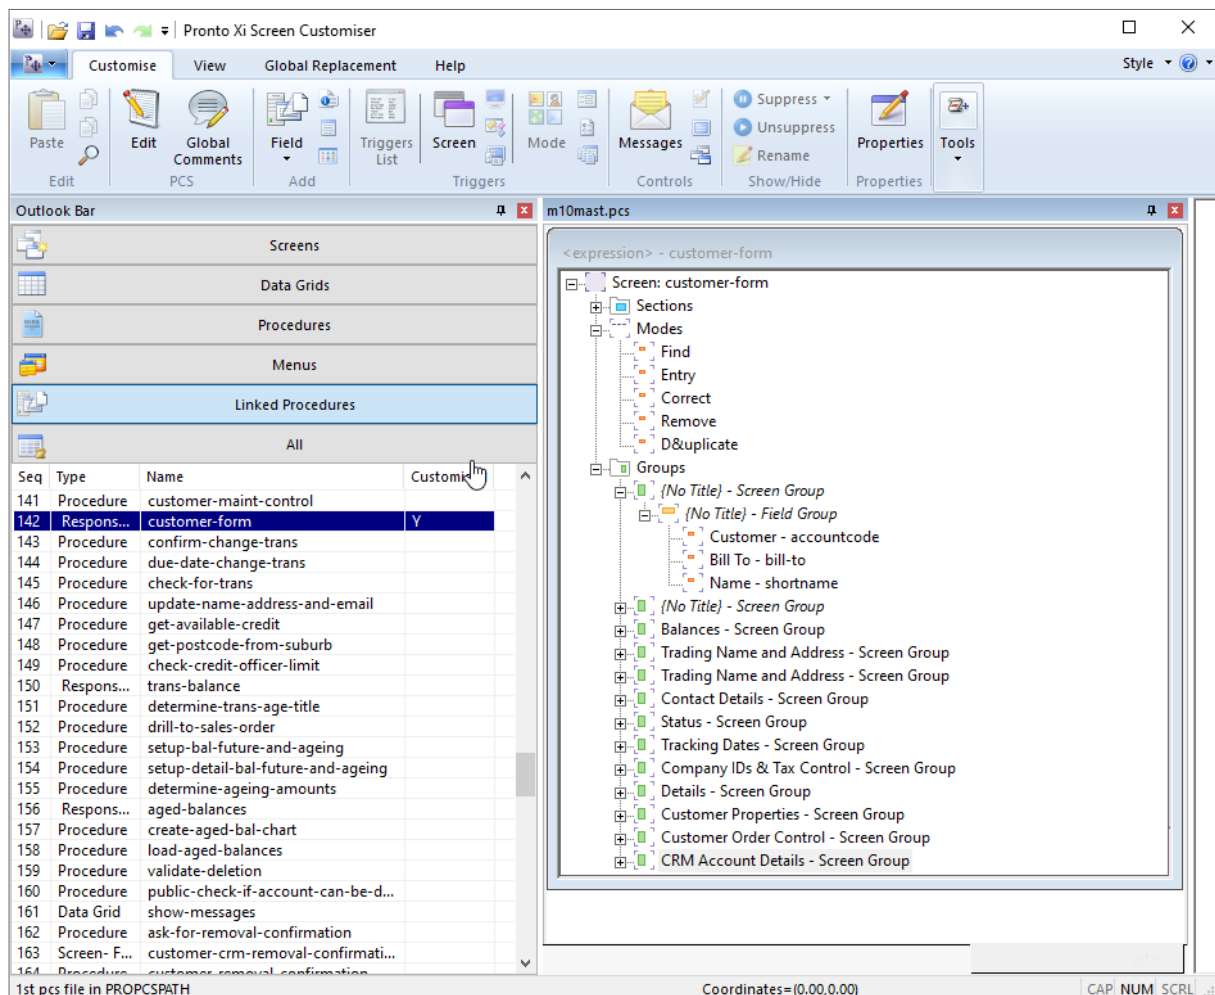 Pronto Xi Screen Customiser
Customise View Global Replacement Help Style
Paste Edit Global Comments Field Triggers List Screen Mode Messages Suppress Unsuppress Rename Properties Tools
Edit PCS Add Triggers Controls Show/Hide Properties
Outlook Bar
Screens
Data Grids
Procedures
Menus
Linked Procedures
All
Seq Type Name Customi
141 Procedure customer-maint-control
142 Respons... customer-form Y
143 Procedure confirm-change-trans
144 Procedure due-date-change-trans
145 Procedure check-for-trans
146 Procedure update-name-address-and-email
147 Procedure get-available-credit
148 Procedure get-postcode-from-suburb
149 Procedure check-credit-officer-limit
150 Respons... trans-balance
151 Procedure determine-trans-age-title
152 Procedure drill-to-sales-order
153 Procedure setup-bal-future-and-ageing
154 Procedure setup-detail-bal-future-and-ageing
155 Procedure determine-ageing-amounts
156 Respons... aged-balances
157 Procedure create-aged-bal-chart
158 Procedure load-aged-balances
159 Procedure validate-deletion
160 Procedure public-check-if-account-can-be-d...
161 Data Grid show-messages
162 Procedure ask-for-removal-confirmation
163 Screen- F... customer-crm-removal-confirmati...
164 Procedure customer-removal-confirmation
m10mast.pcs
<expression> - customer-form
Screen: customer-form
Sections
Modes
Find
Entry
Correct
Remove
D&uplicate
Groups
{No Title} - Screen Group
{No Title} - Field Group
Customer - accountcode
Bill To - bill-to
Name - shortname
{No Title} - Screen Group
Balances - Screen Group
Trading Name and Address - Screen Group
Trading Name and Address - Screen Group
Contact Details - Screen Group
Status - Screen Group
Tracking Dates - Screen Group
Company IDs & Tax Control - Screen Group
Details - Screen Group
Customer Properties - Screen Group
Customer Order Control - Screen Group
CRM Account Details - Screen Group
1st pcs file in PROPCSPATH Coordinates=(0.00,0.00) CAP NUM SCRL